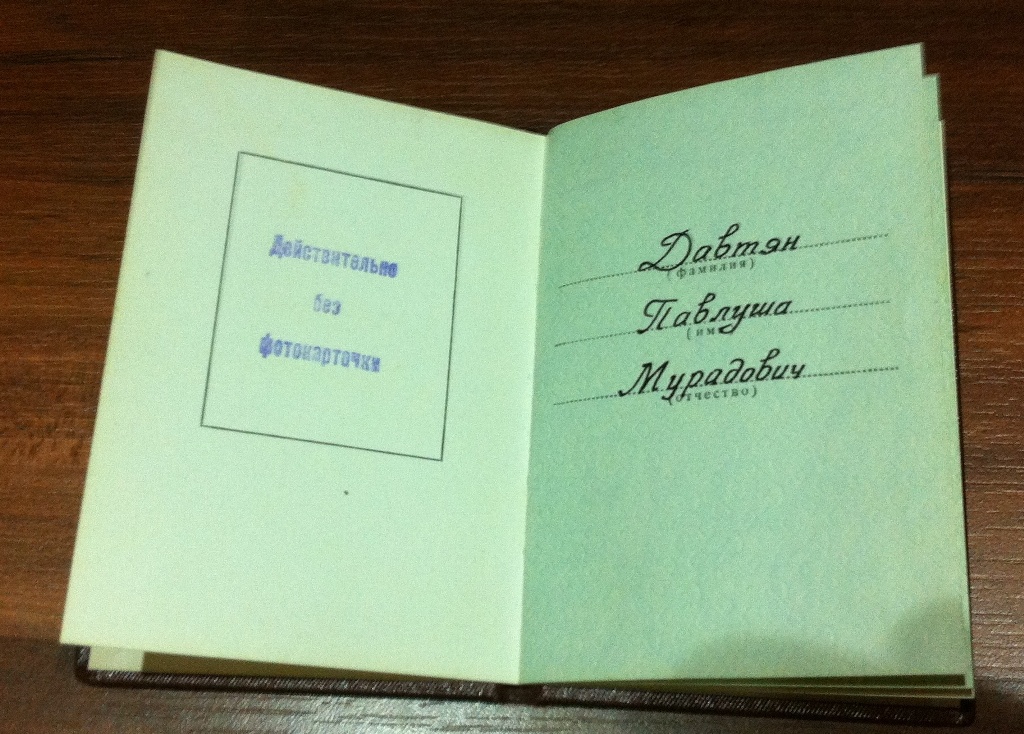 Действительно
без
фотокарточки
Давтян
(фамилия)
Павлуша
(имя)
Мурадович
(отчество)